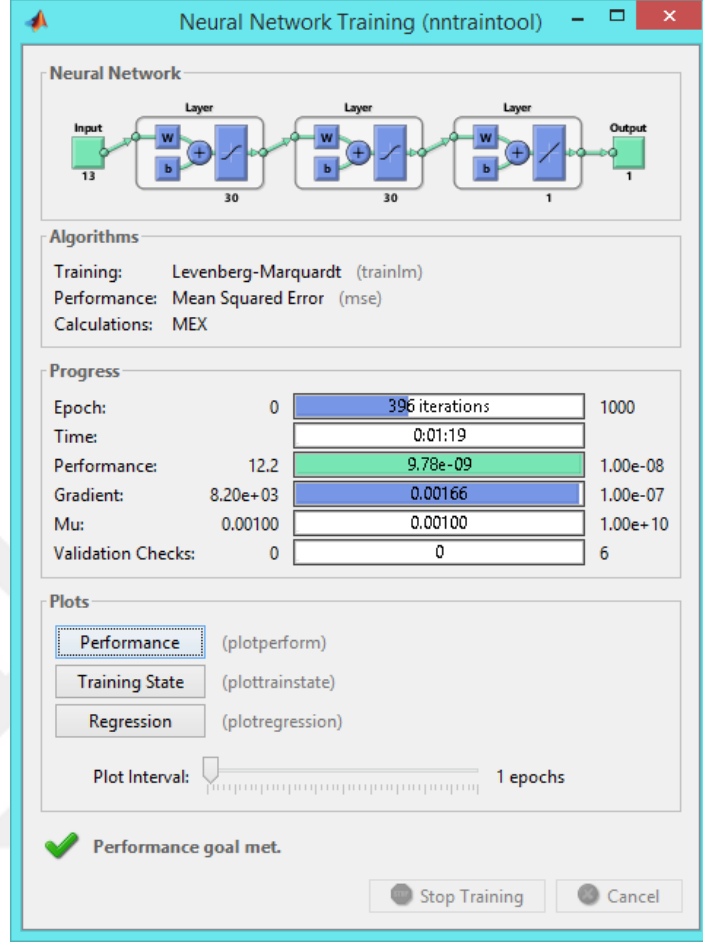 Neural Network Training (nntraintool)
Neural Network
Layer Layer Layer
Input Output
W W W
b b b
13 1
30 30 1
Algorithms
Training: Levenberg-Marquardt (trainlm)
Performance: Mean Squared Error (mse)
Calculations: MEX
Progress
Epoch: 0 396 iterations 1000
Time: 0:01:19
Performance: 12.2 9.78e-09 1.00e-08
Gradient: 8.20e+03 0.00166 1.00e-07
Mu: 0.00100 0.00100 1.00e+10
Validation Checks: 0 0 6
Plots
Performance (plotperform)
Training State (plottrainstate)
Regression (plotregression)
Plot Interval: 1 epochs
Performance goal met.
Stop Training Cancel